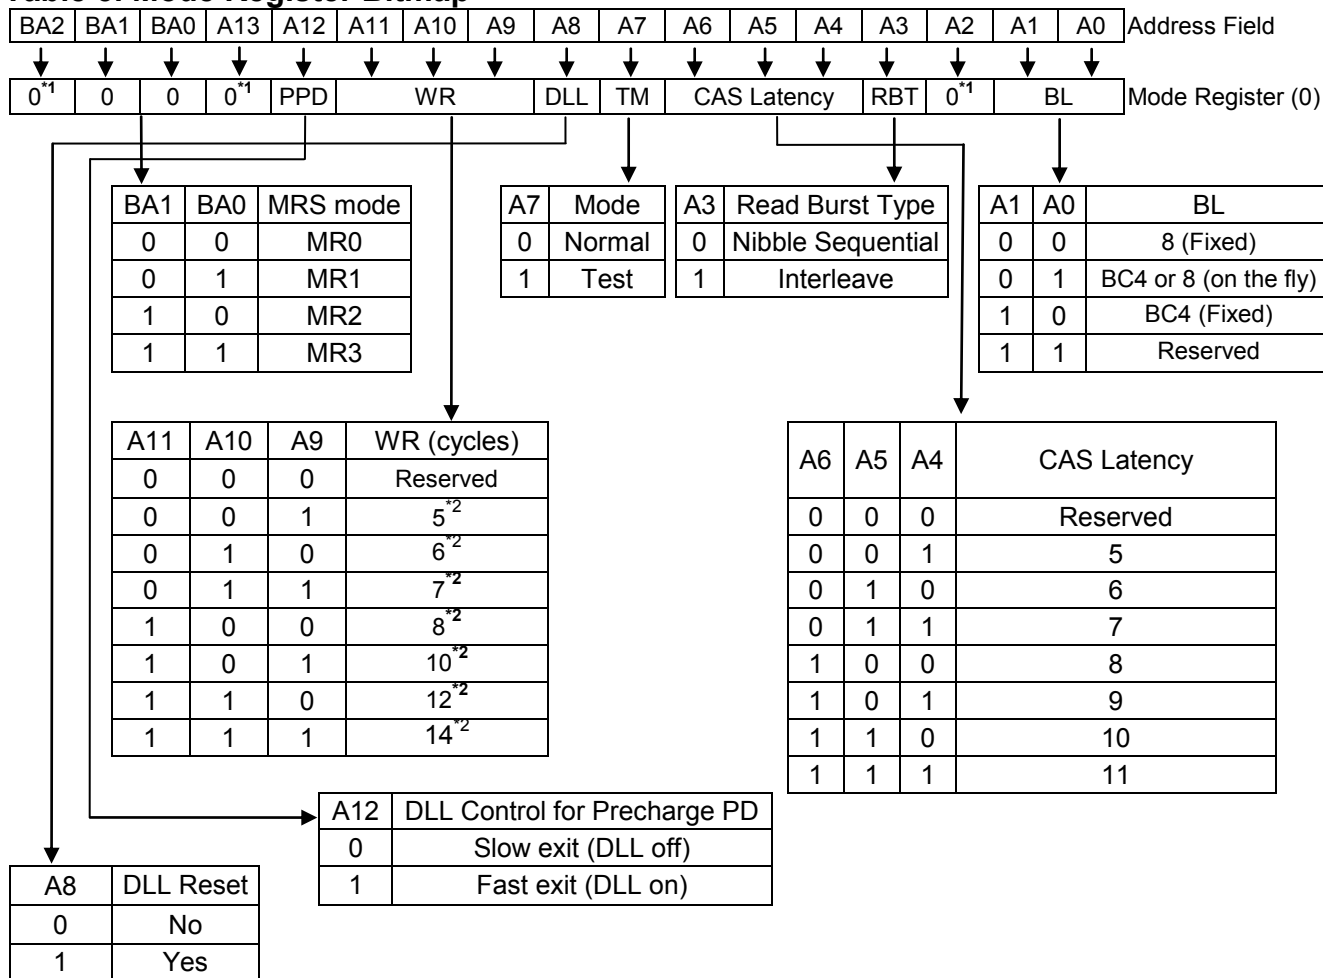 BA2 BA1 BA0 A13 A12 A11 A10 A9 A8 A7 A6 A5 A4 A3 A2 A1 A0 Address Field
0*1 0 0 0*1 PPD WR DLL TM CAS Latency RBT 0*1 BL Mode Register (0)
BA1 BA0 MRS mode
0 0 MR0
0 1 MR1
1 0 MR2
1 1 MR3
A7 Mode
0 Normal
1 Test
A3 Read Burst Type
0 Nibble Sequential
1 Interleave
A1 A0 BL
0 0 8 (Fixed)
0 1 BC4 or 8 (on the fly)
1 0 BC4 (Fixed)
1 1 Reserved
A11 A10 A9 WR (cycles)
0 0 0 Reserved
0 0 1 5*2
0 1 0 6*2
0 1 1 7*2
1 0 0 8*2
1 0 1 10*2
1 1 0 12*2
1 1 1 14*2
A6 A5 A4 CAS Latency
0 0 0 Reserved
0 0 1 5
0 1 0 6
0 1 1 7
1 0 0 8
1 0 1 9
1 1 0 10
1 1 1 11
A12 DLL Control for Precharge PD
0 Slow exit (DLL off)
1 Fast exit (DLL on)
A8 DLL Reset
0 No
1 Yes